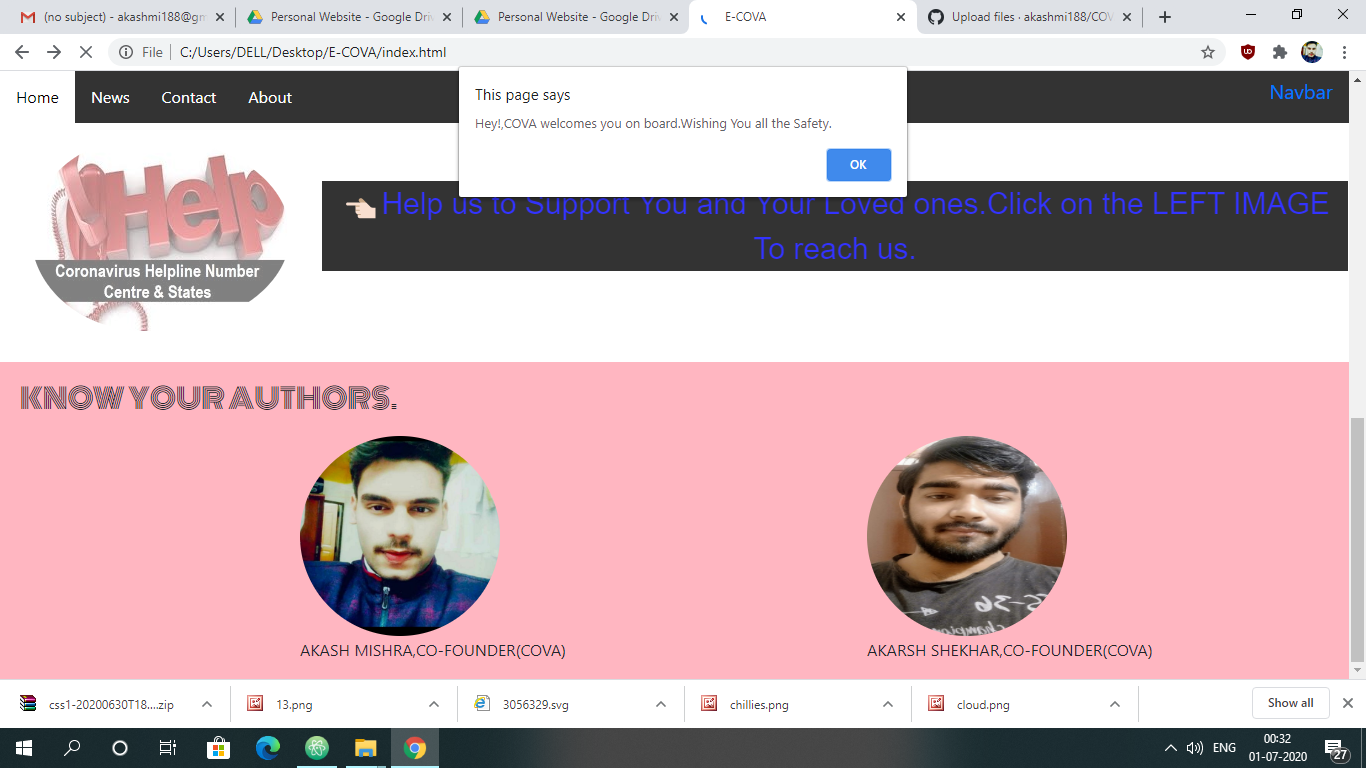 (no subject) - akashmi188@gm
Personal Website - Google Driv
Personal Website - Google Driv
E-COVA
Upload files · akashmi188/COV
File
C:/Users/DELL/Desktop/E-COVA/index.html
Home
News
Contact
About
Navbar
This page says
Hey!,COVA welcomes you on board.Wishing You all the Safety.
OK
Help
Coronavirus Helpline Number
Centre & States
👈🏻 Help us to Support You and Your Loved ones.Click on the LEFT IMAGE
To reach us.
KNOW YOUR AUTHORS.
AKASH MISHRA,CO-FOUNDER(COVA)
AKARSH SHEKHAR,CO-FOUNDER(COVA)
css1-20200630T18....zip
13.png
3056329.svg
chillies.png
cloud.png
Show all
ENG
00:32
01-07-2020
27